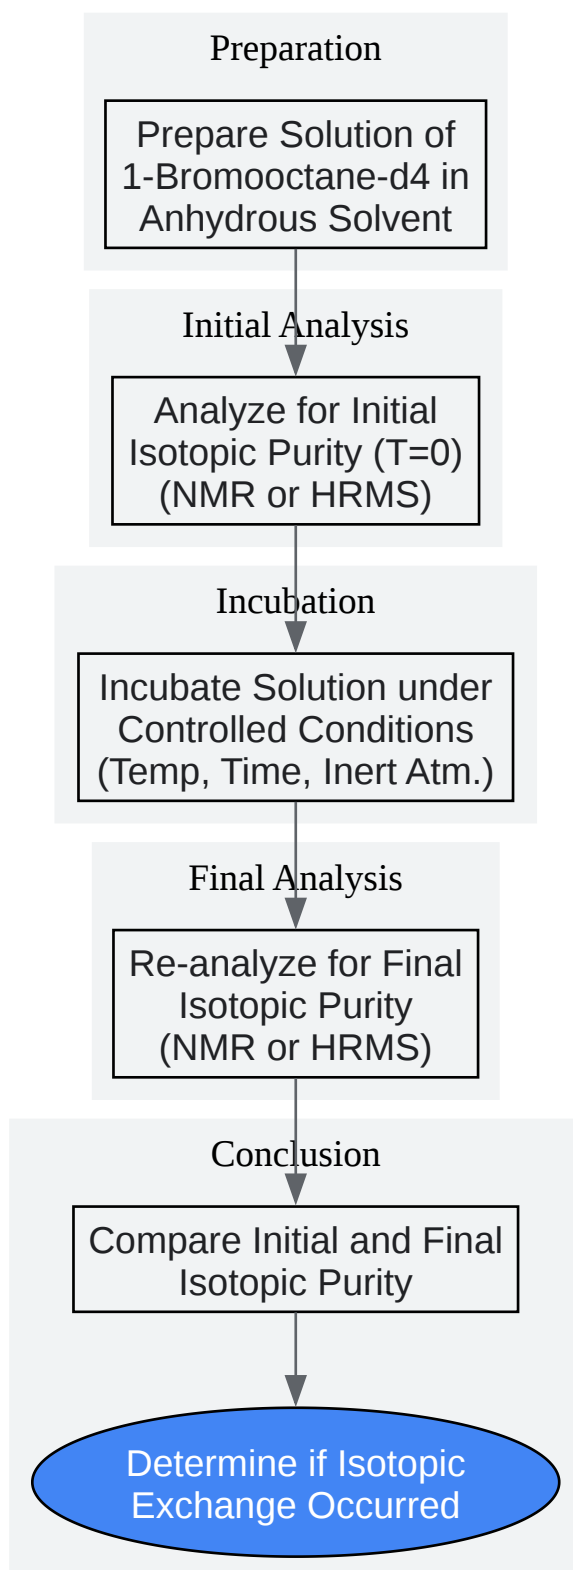 Preparation
Prepare Solution of
1-Bromooctane-d4 in
Anhydrous Solvent
Initial Analysis
Analyze for Initial
Isotopic Purity (T=0)
(NMR or HRMS)
Incubation
Incubate Solution under
Controlled Conditions
(Temp, Time, Inert Atm.)
Final Analysis
Re-analyze for Final
Isotopic Purity
(NMR or HRMS)
Conclusion
Compare Initial and Final
Isotopic Purity
Determine if Isotopic
Exchange Occurred